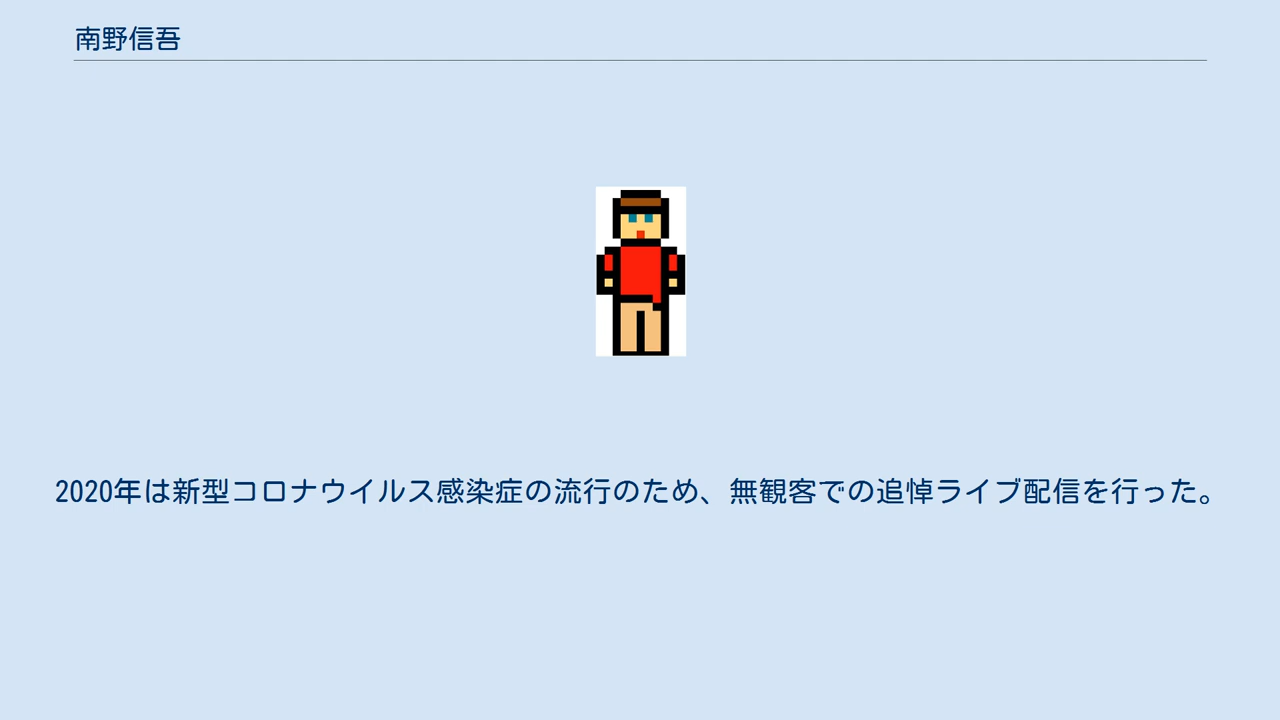 南野信吾
2020年は新型コロナウイルス感染症の流行のため、無観客での追悼ライブ配信を行った。